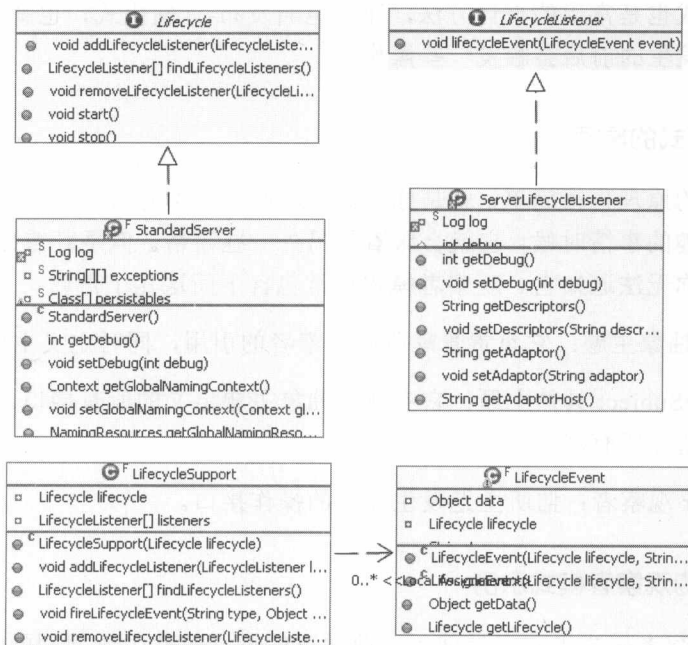 Lifecycle
void addLifecycleListener(LifecycleListe...
LifecycleListener[] findLifecycleListeners()
void removeLifecycleListener(LifecycleLi...
void start()
void stop()
LifecycleListener
void lifecycleEvent(LifecycleEvent event)
F StandardServer
S Log log
S String[][] exceptions
S Class[] persistables
C StandardServer()
int getDebug()
void setDebug(int debug)
Context getGlobalNamingContext()
void setGlobalNamingContext(Context gl...
NamingResources getGlobalNamingReso...
ServerLifecycleListener
S Log log
int debug
int getDebug()
void setDebug(int debug)
String getDescriptors()
void setDescriptors(String descr...
String getAdaptor()
void setAdaptor(String adaptor)
String getAdaptorHost()
F LifecycleSupport
Lifecycle lifecycle
LifecycleListener[] listeners
C LifecycleSupport(Lifecycle lifecycle)
void addLifecycleListener(LifecycleListener l...
LifecycleListener[] findLifecycleListeners()
void fireLifecycleEvent(String type, Object ...
void removeLifecycleListener(LifecycleListe...
0..*
F LifecycleEvent
Object data
Lifecycle lifecycle
C LifecycleEvent(Lifecycle lifecycle, Strin...
C LifecycleEvent(Lifecycle lifecycle, Strin...
Object getData()
Lifecycle getLifecycle()